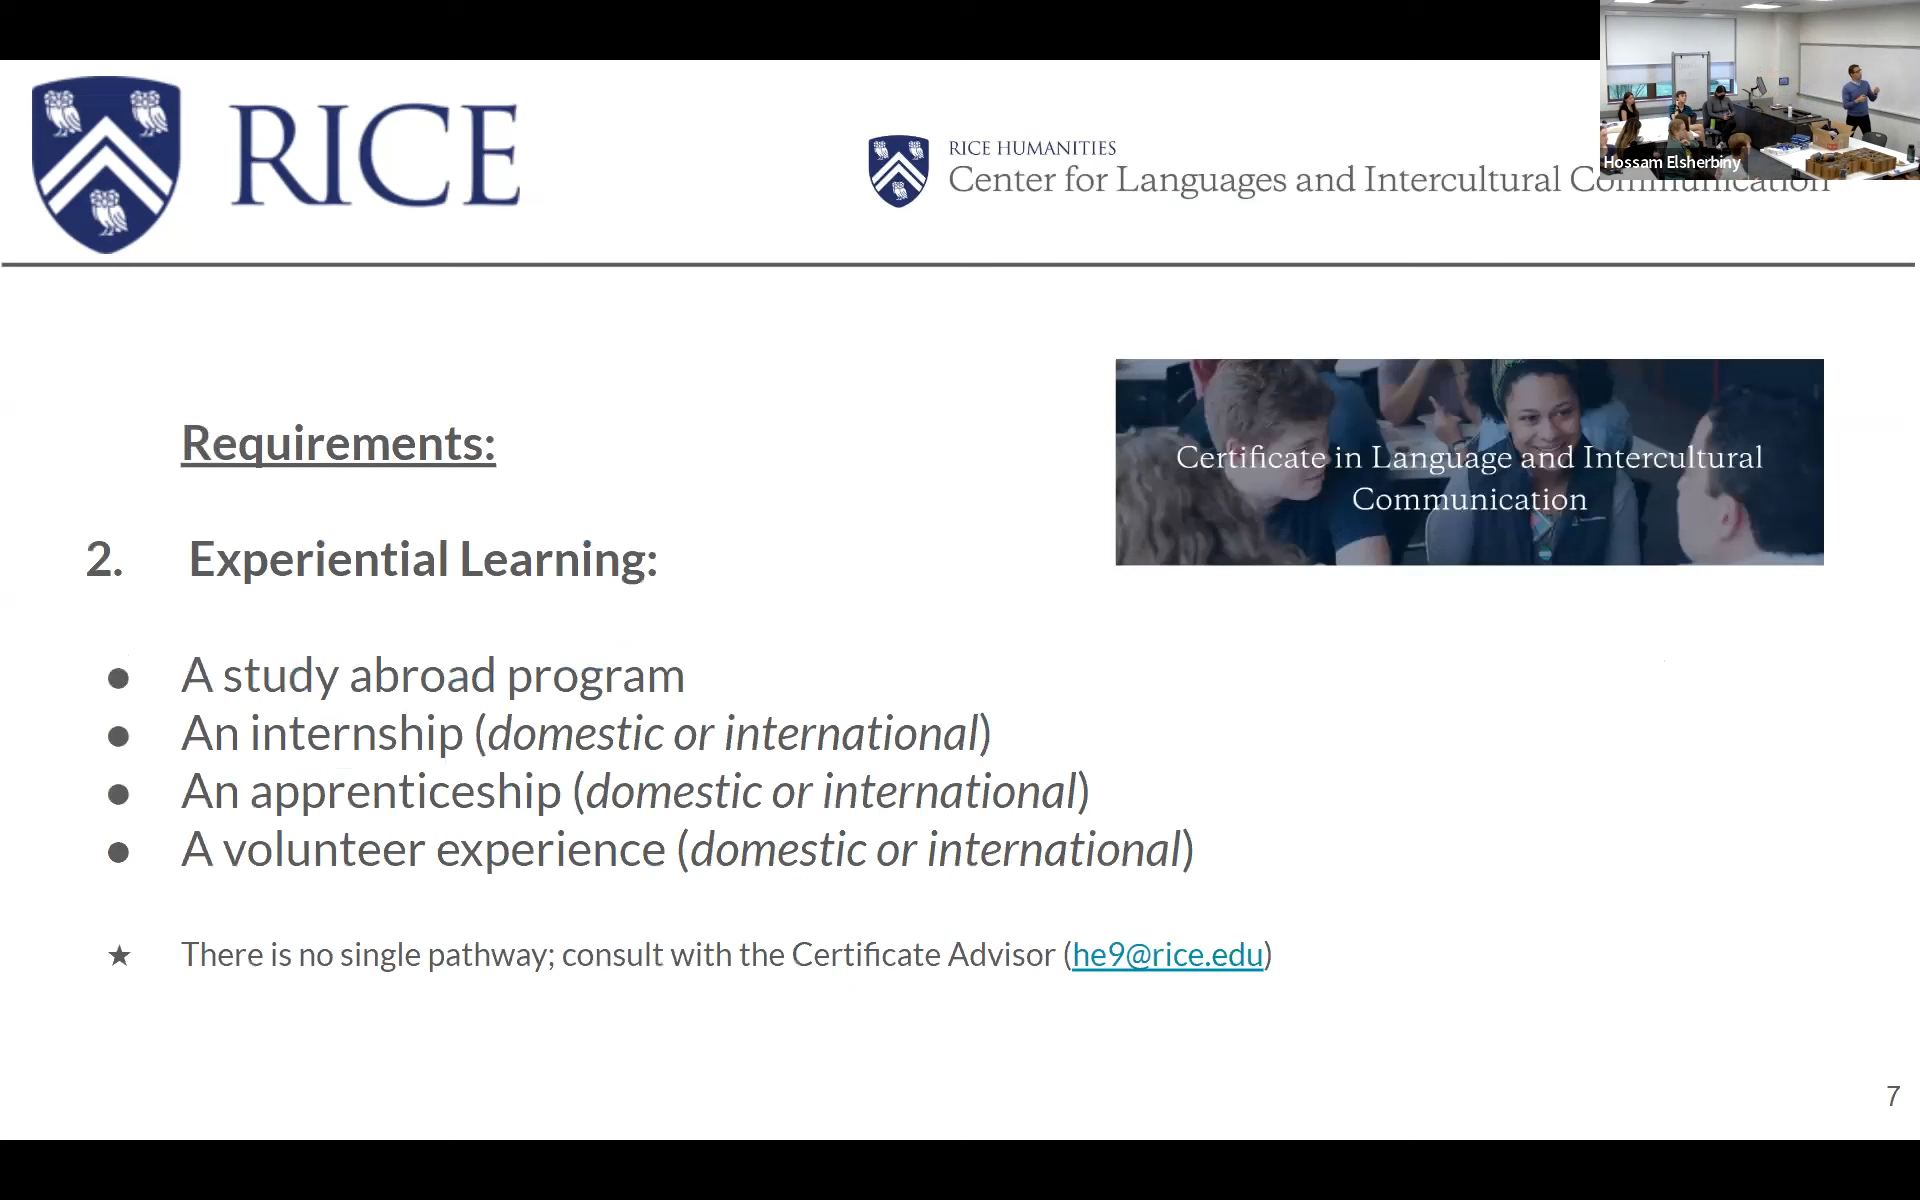 RICE
RICE HUMANITIES
Center for Languages and Intercultural Communication
Hossam Elsherbiny
Certificate in Language and Intercultural
Communication
Requirements:
2. Experiential Learning:
● A study abroad program
● An internship (domestic or international)
● An apprenticeship (domestic or international)
● A volunteer experience (domestic or international)
★ There is no single pathway; consult with the Certificate Advisor (he9@rice.edu)
7